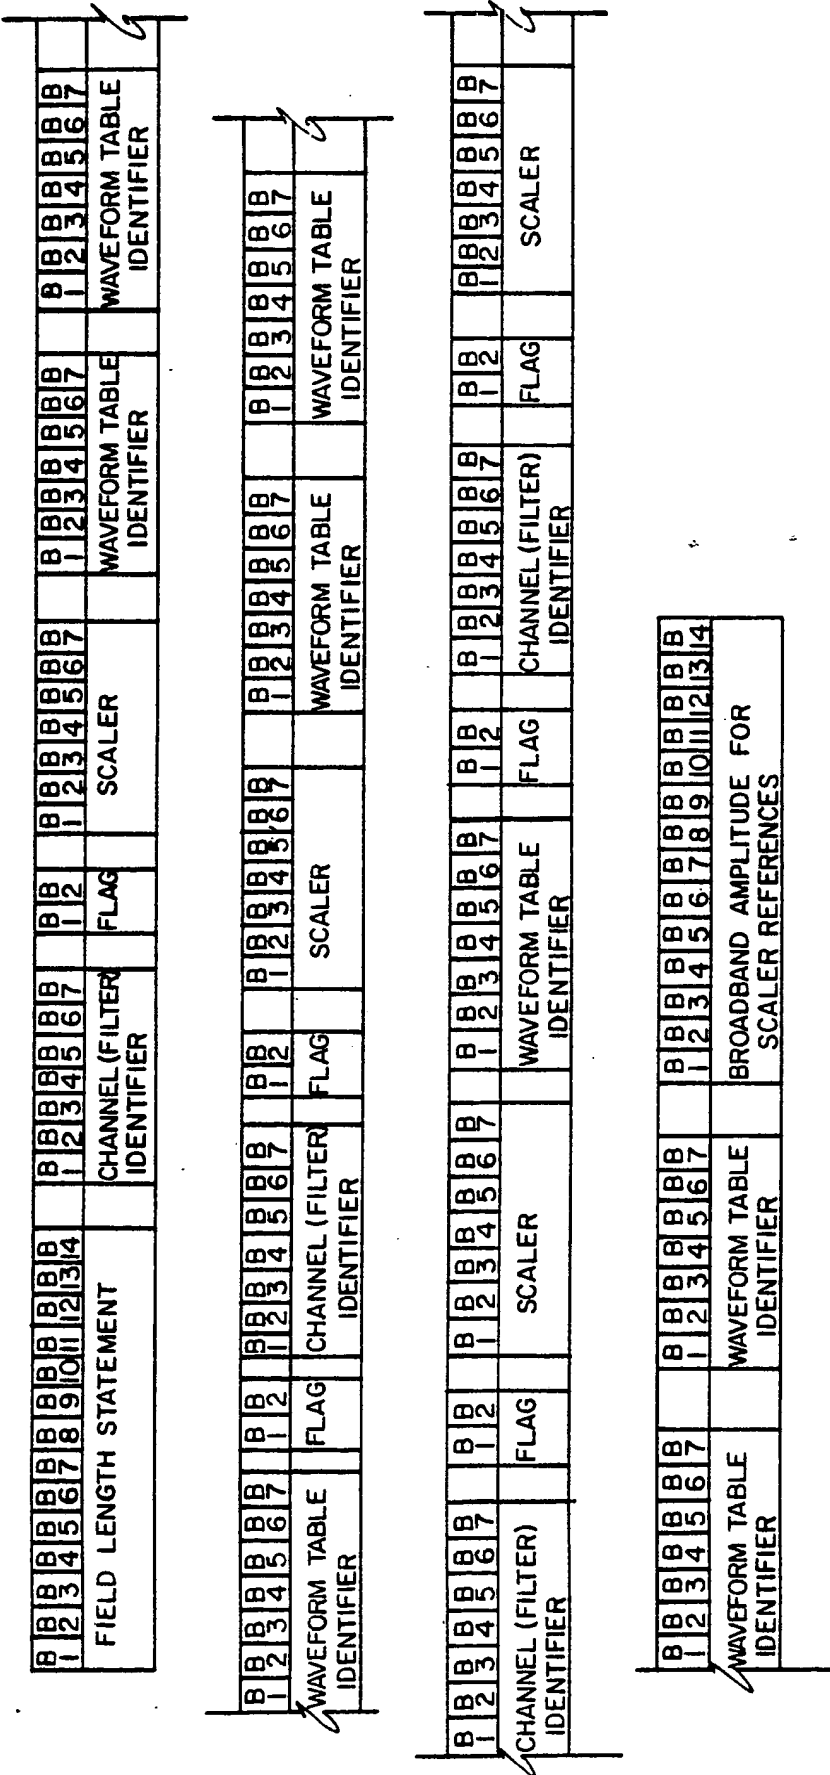 B B B B B B B B B B B B B B
1 2 3 4 5 6 7 8 9 10 11 12 13 14
FIELD LENGTH STATEMENT
B B B B B B B
1 2 3 4 5 6 7
CHANNEL (FILTER)
IDENTIFIER
B B
1 2
FLAG
B B B B B B B
1 2 3 4 5 6 7
SCALER
B B B B B B B
1 2 3 4 5 6 7
WAVEFORM TABLE
IDENTIFIER
B B B B B B B
1 2 3 4 5 6 7
WAVEFORM TABLE
IDENTIFIER
B B B B B B B
1 2 3 4 5 6 7
WAVEFORM TABLE
IDENTIFIER
B B
1 2
FLAG
B B B B B B B
1 2 3 4 5 6 7
CHANNEL (FILTER)
IDENTIFIER
B B
1 2
FLAG
B B B B B B B
1 2 3 4 5 6 7
SCALER
B B B B B B B
1 2 3 4 5 6 7
WAVEFORM TABLE
IDENTIFIER
B B B B B B B
1 2 3 4 5 6 7
WAVEFORM TABLE
IDENTIFIER
B B B B B B B
1 2 3 4 5 6 7
CHANNEL (FILTER)
IDENTIFIER
B B
1 2
FLAG
B B B B B B B
1 2 3 4 5 6 7
SCALER
B B B B B B B
1 2 3 4 5 6 7
WAVEFORM TABLE
IDENTIFIER
B B
1 2
FLAG
B B B B B B B
1 2 3 4 5 6 7
CHANNEL (FILTER)
IDENTIFIER
B B
1 2
FLAG
B B B B B B B
1 2 3 4 5 6 7
SCALER
B B B B B B B
1 2 3 4 5 6 7
WAVEFORM TABLE
IDENTIFIER
B B B B B B B
1 2 3 4 5 6 7
WAVEFORM TABLE
IDENTIFIER
B B B B B B B B B B B B B B
1 2 3 4 5 6 7 8 9 10 11 12 13 14
BROADBAND AMPLITUDE FOR
SCALER REFERENCES